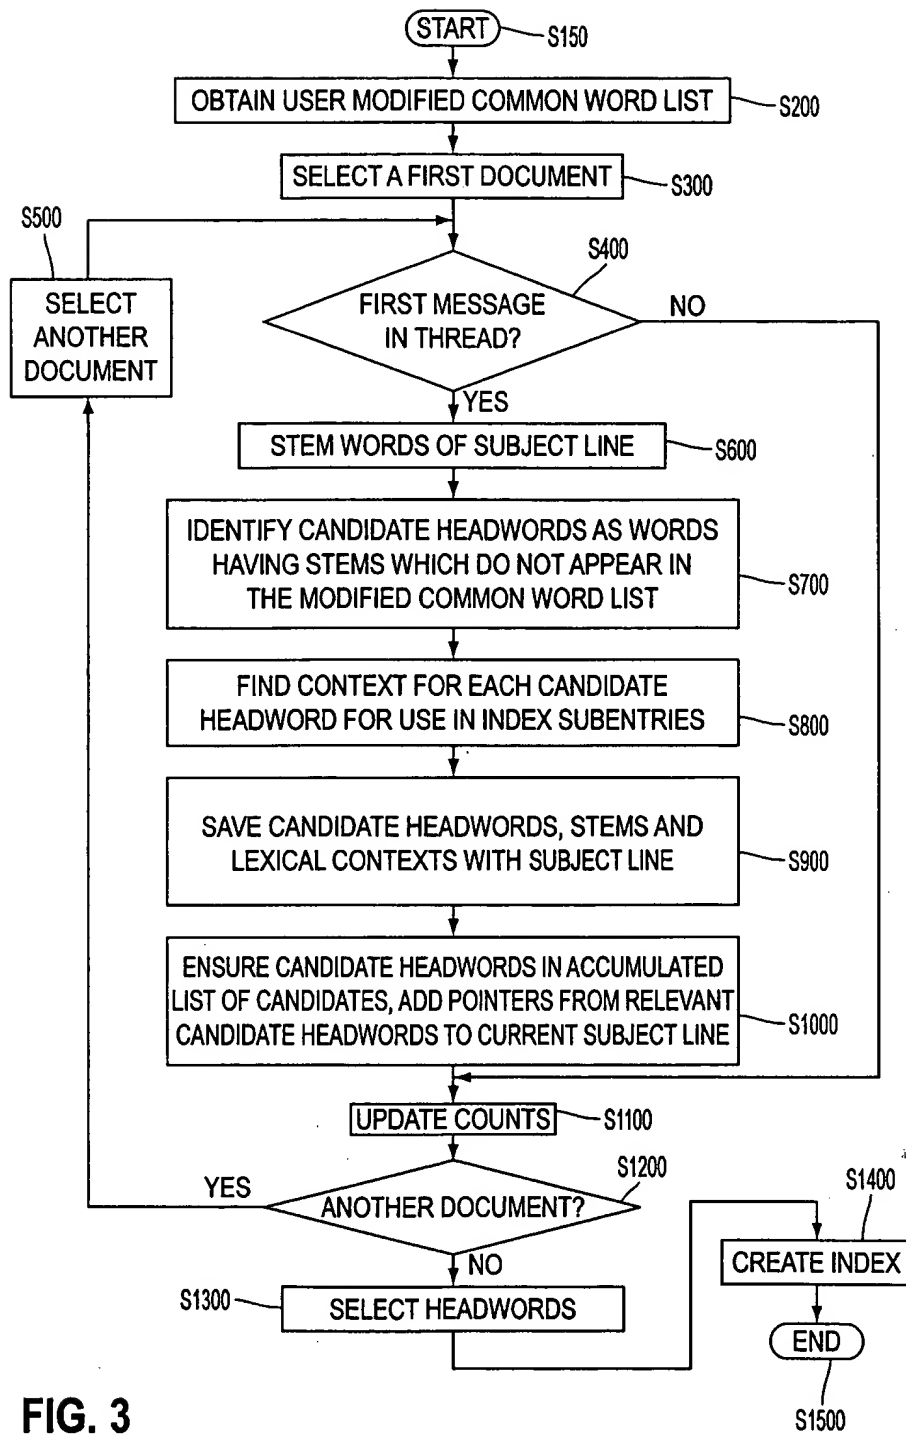 START
S150
OBTAIN USER MODIFIED COMMON WORD LIST
S200
SELECT A FIRST DOCUMENT
S300
S500
SELECT
ANOTHER
DOCUMENT
S400
FIRST MESSAGE
IN THREAD?
NO
YES
STEM WORDS OF SUBJECT LINE
S600
IDENTIFY CANDIDATE HEADWORDS AS WORDS
HAVING STEMS WHICH DO NOT APPEAR IN
THE MODIFIED COMMON WORD LIST
S700
FIND CONTEXT FOR EACH CANDIDATE
HEADWORD FOR USE IN INDEX SUBENTRIES
S800
SAVE CANDIDATE HEADWORDS, STEMS AND
LEXICAL CONTEXTS WITH SUBJECT LINE
S900
ENSURE CANDIDATE HEADWORDS IN ACCUMULATED
LIST OF CANDIDATES, ADD POINTERS FROM RELEVANT
CANDIDATE HEADWORDS TO CURRENT SUBJECT LINE
S1000
UPDATE COUNTS
S1100
YES
ANOTHER DOCUMENT?
S1200
NO
S1300
SELECT HEADWORDS
S1400
CREATE INDEX
END
S1500
FIG. 3